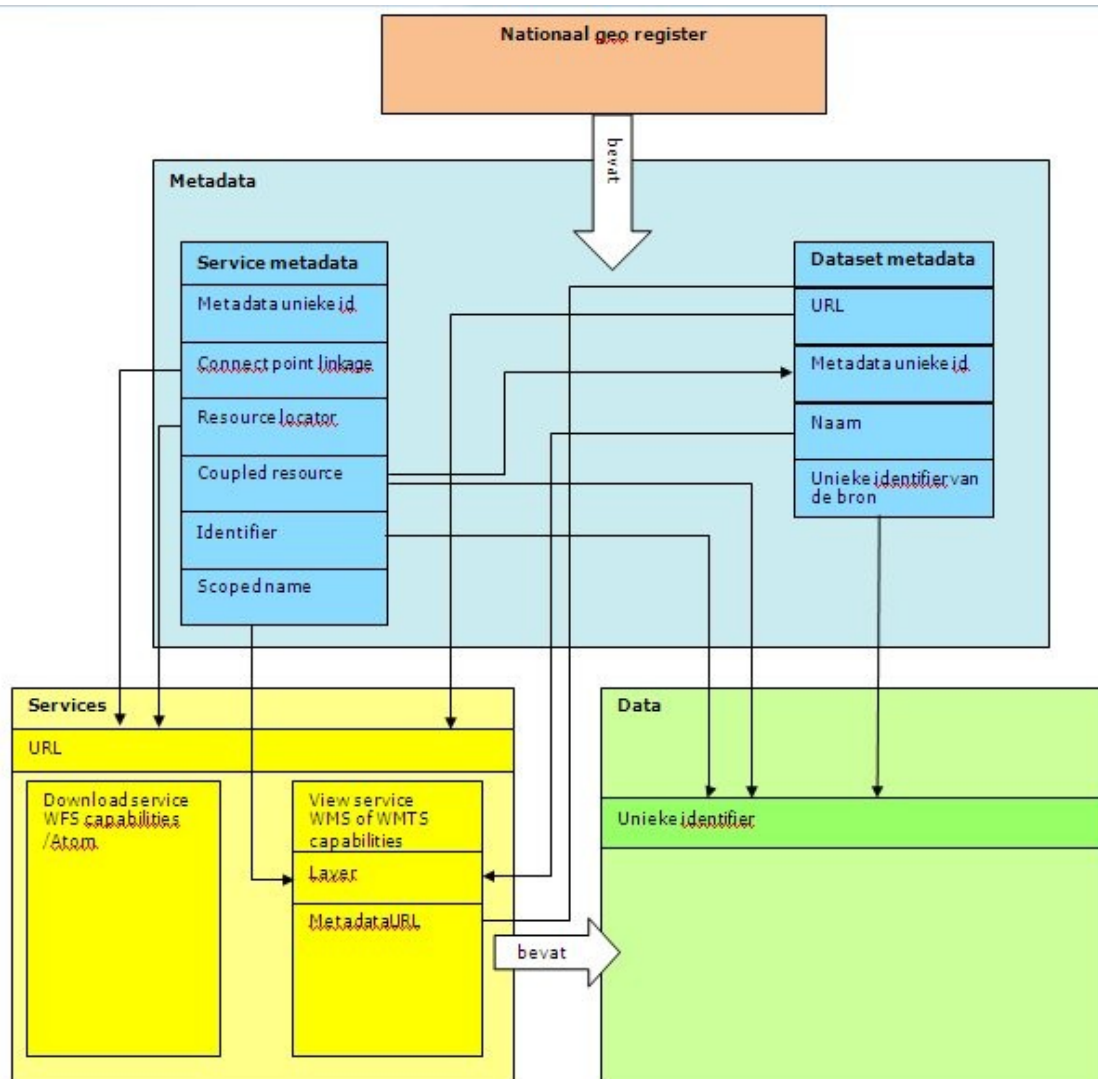 Nationaal geo register
bevat
Metadata
Service metadata
Metadata unieke id
Connect point linkage
Resource locator
Coupled resource
Identifier
Scoped name
Dataset metadata
URL
Metadata unieke id
Naam
Unieke identifier van
de bron
Services
URL
Download service
WFS capabilities
/Atom
View service
WMS of WMTS
capabilities
Layer
MetadataURL
bevat
Data
Unieke identifier